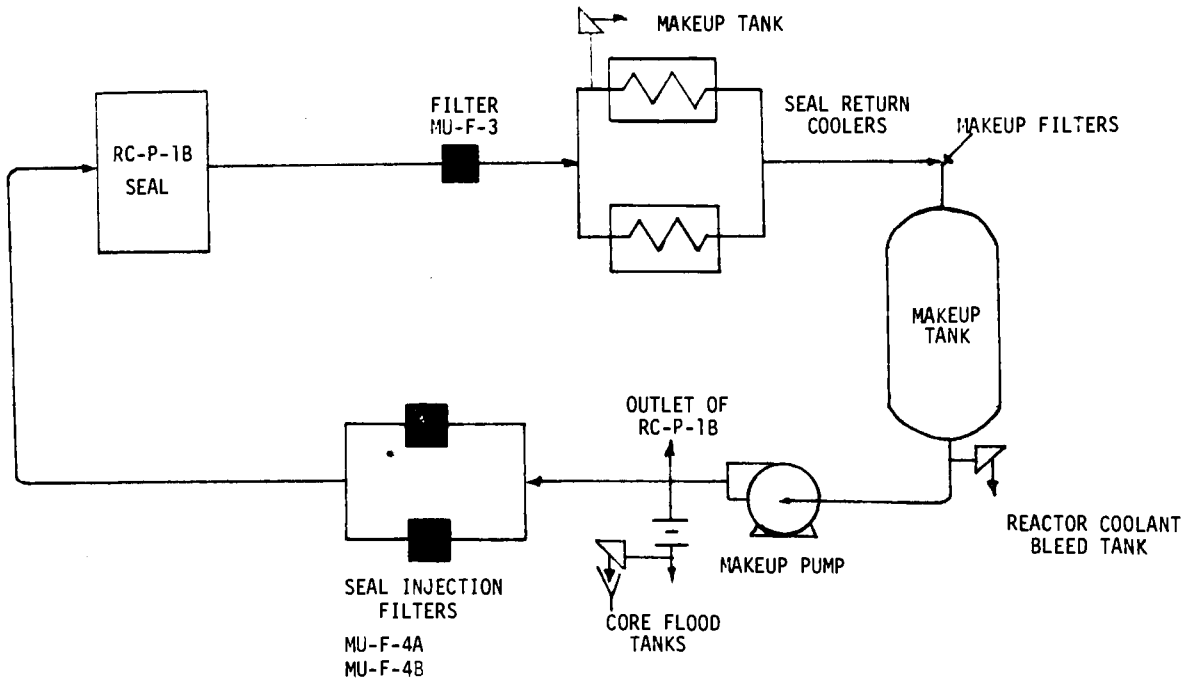 MAKEUP TANK
FILTER
MU-F-3
SEAL RETURN
COOLERS
MAKEUP FILTERS
RC-P-1B
SEAL
MAKEUP
TANK
OUTLET OF
RC-P-1B
REACTOR COOLANT
BLEED TANK
MAKEUP PUMP
SEAL INJECTION
FILTERS
CORE FLOOD
TANKS
MU-F-4A
MU-F-4B